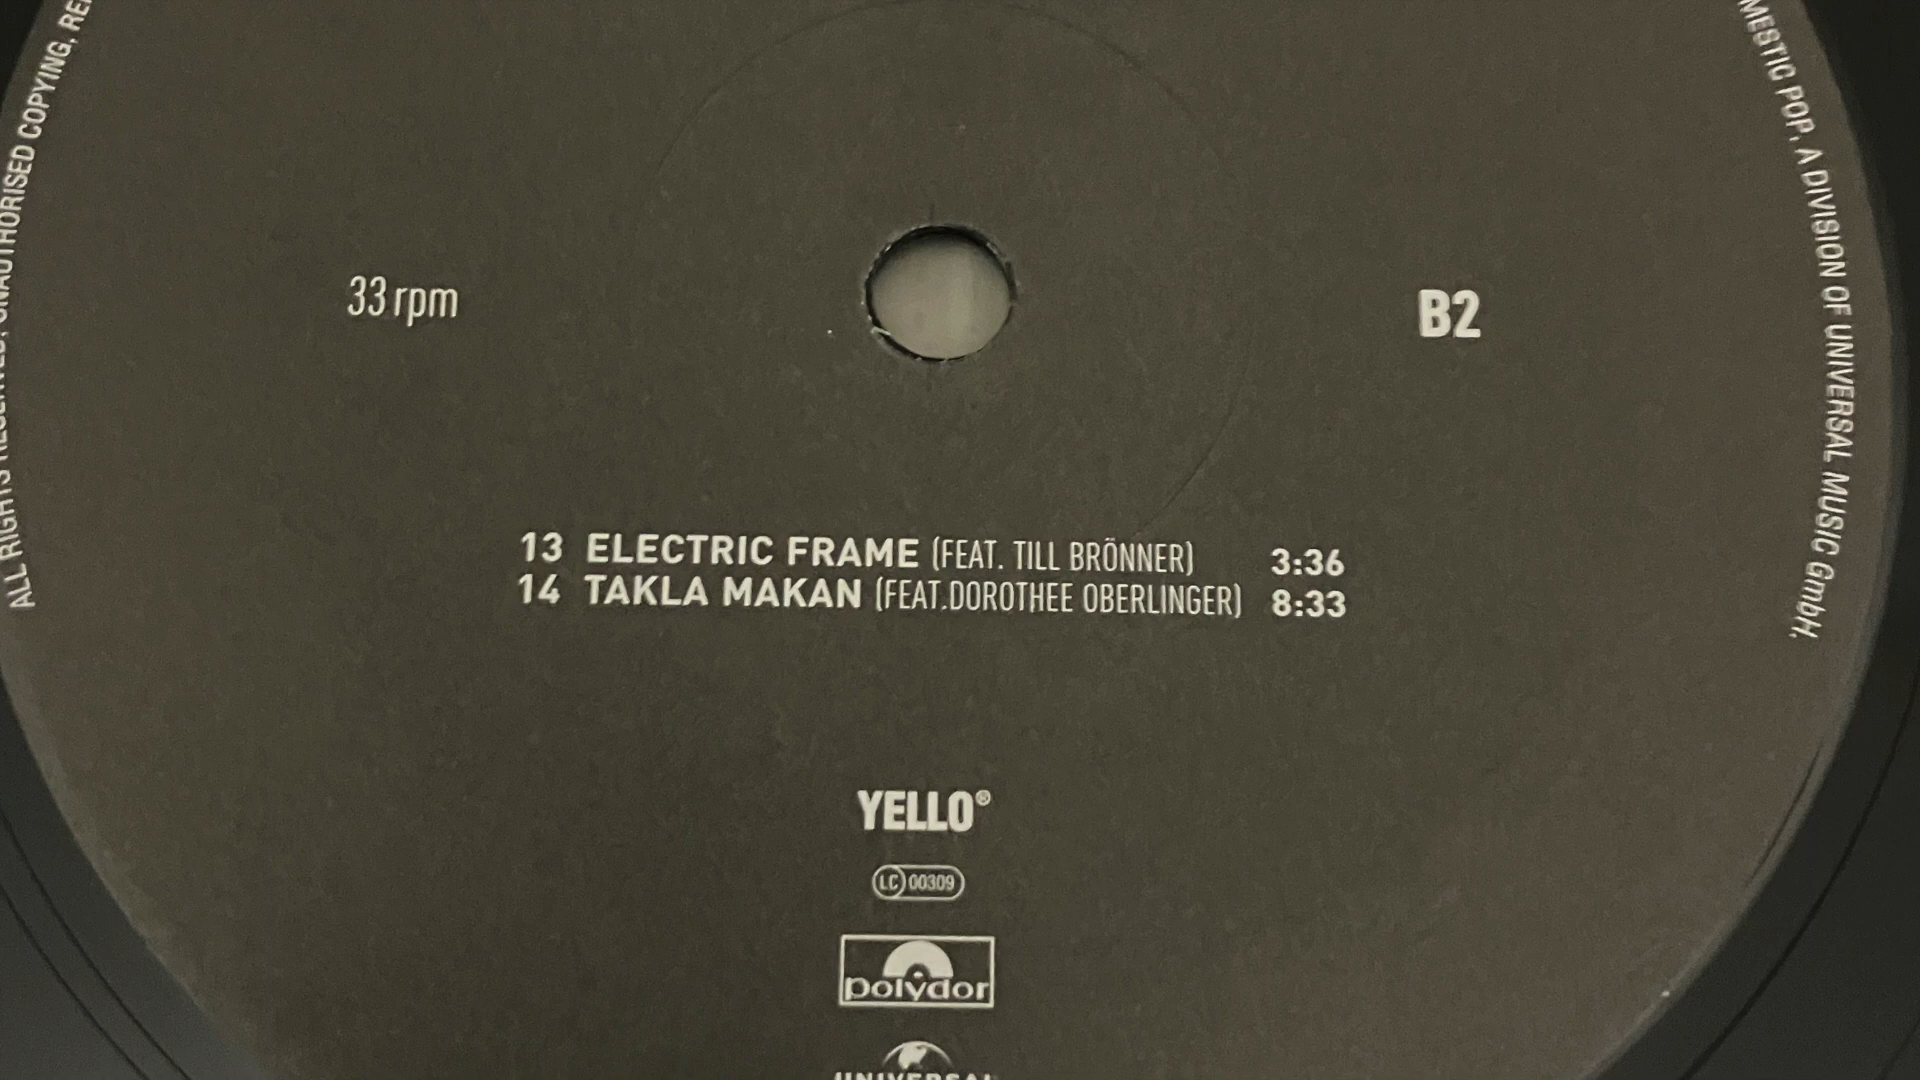 ALL RIGHTS RESERVED. UNAUTHORISED COPYING,
MESTIC POP, A DIVISION OF UNIVERSAL MUSIC GmbH.
33 rpm
B2
13 ELECTRIC FRAME (FEAT. TILL BRÖNNER) 3:36
14 TAKLA MAKAN (FEAT.DOROTHEE OBERLINGER) 8:33
YELLO®
LC 00309
polydor
UNIVERSAL